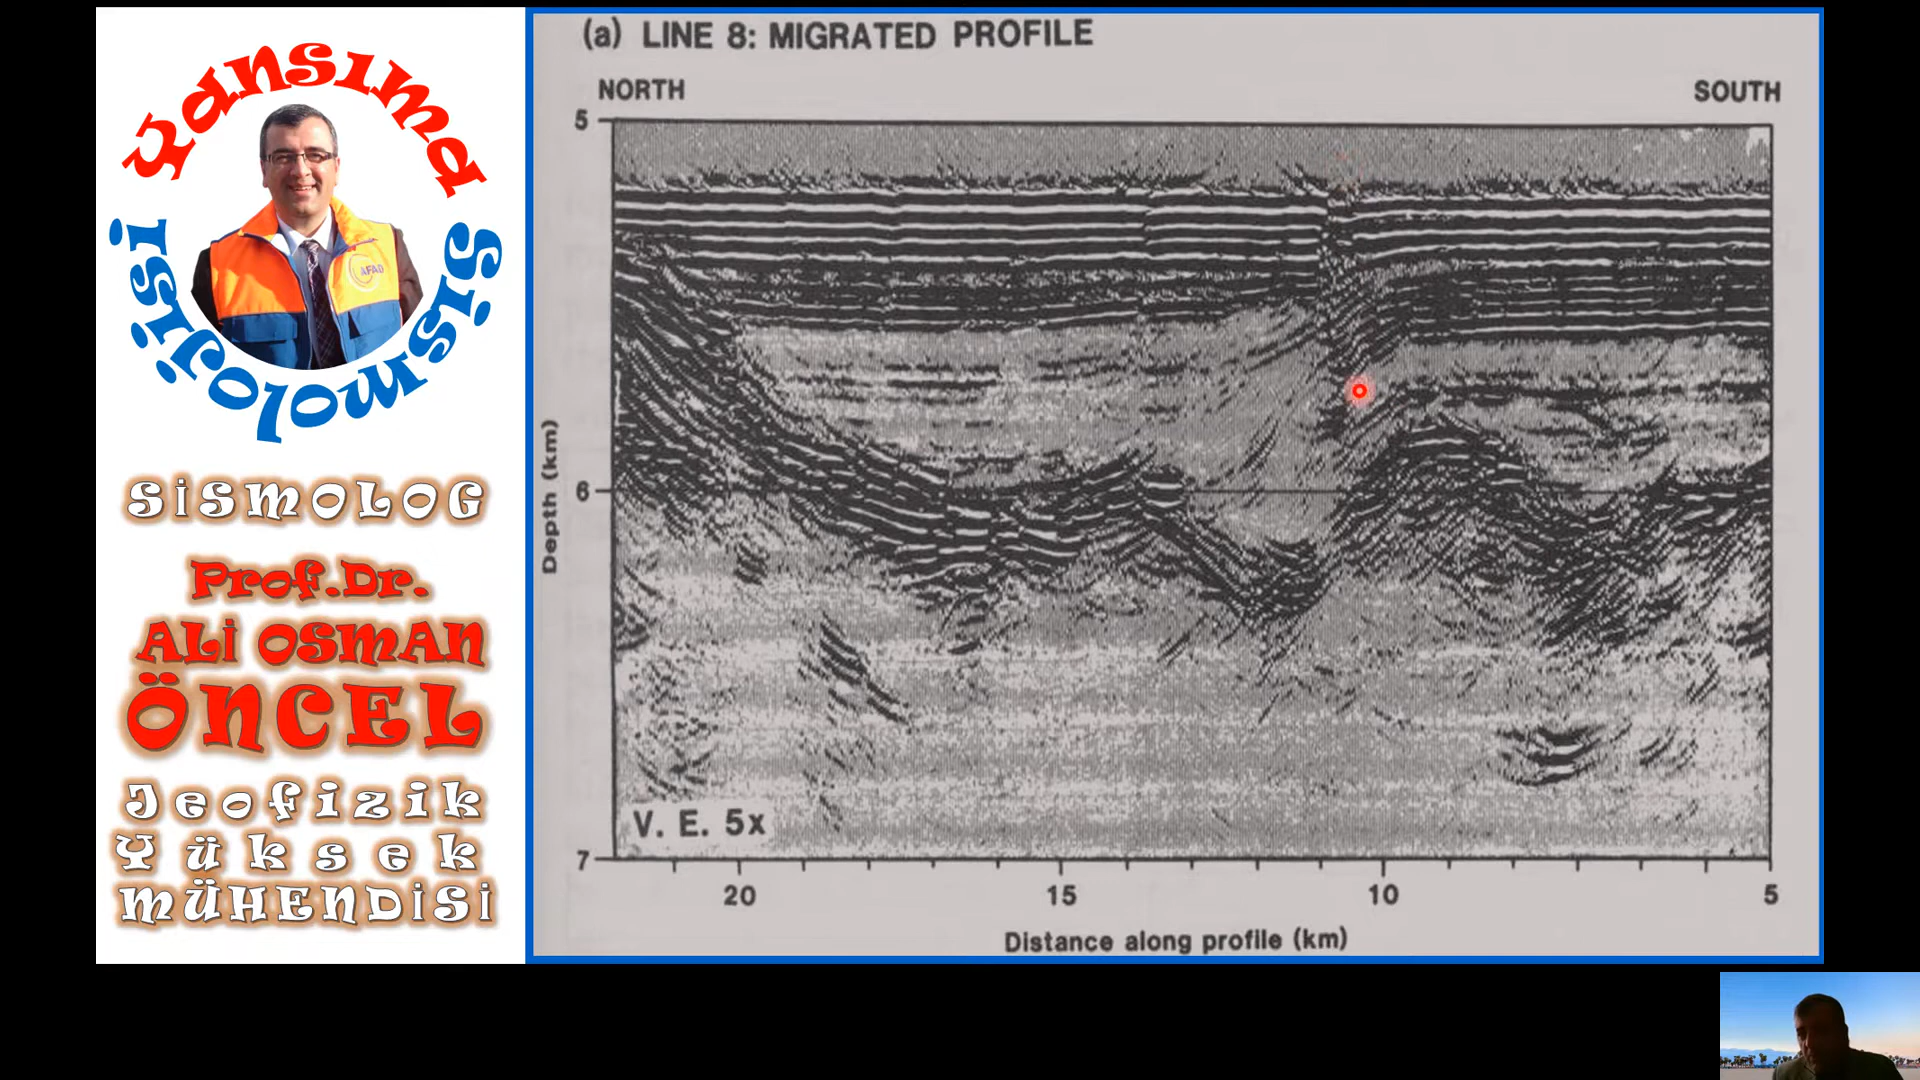 Yansıma
Sismolojisi
AFAD
SİSMOLOG
Prof.Dr.
ALİ OSMAN
ÖNCEL
Jeofizik
Yüksek
MÜHENDİSİ
(a) LINE 8: MIGRATED PROFILE
NORTH
SOUTH
5
6
7
Depth (km)
V. E. 5x
20
15
10
5
Distance along profile (km)